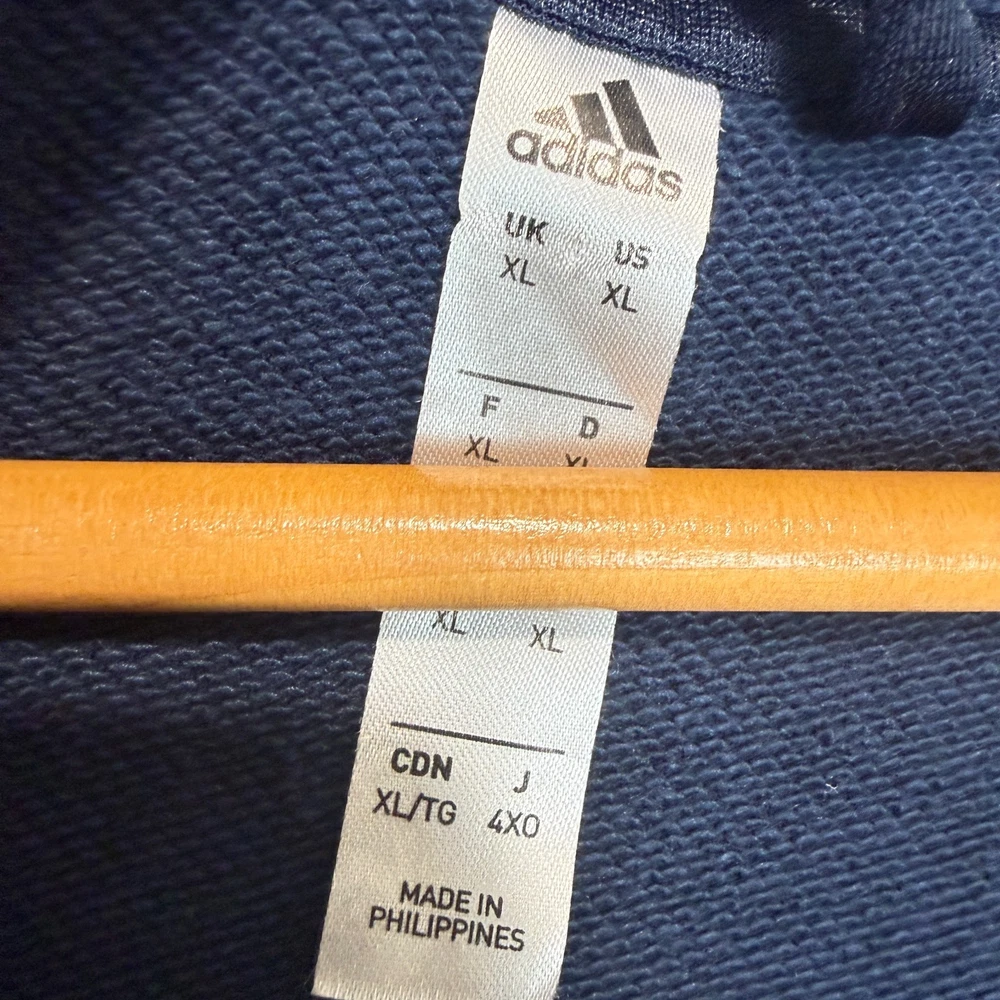 adidas
UK US
XL XL
F D
XL
XL XL
CDN J
XL/TG 4XO
MADE IN
PHILIPPINES